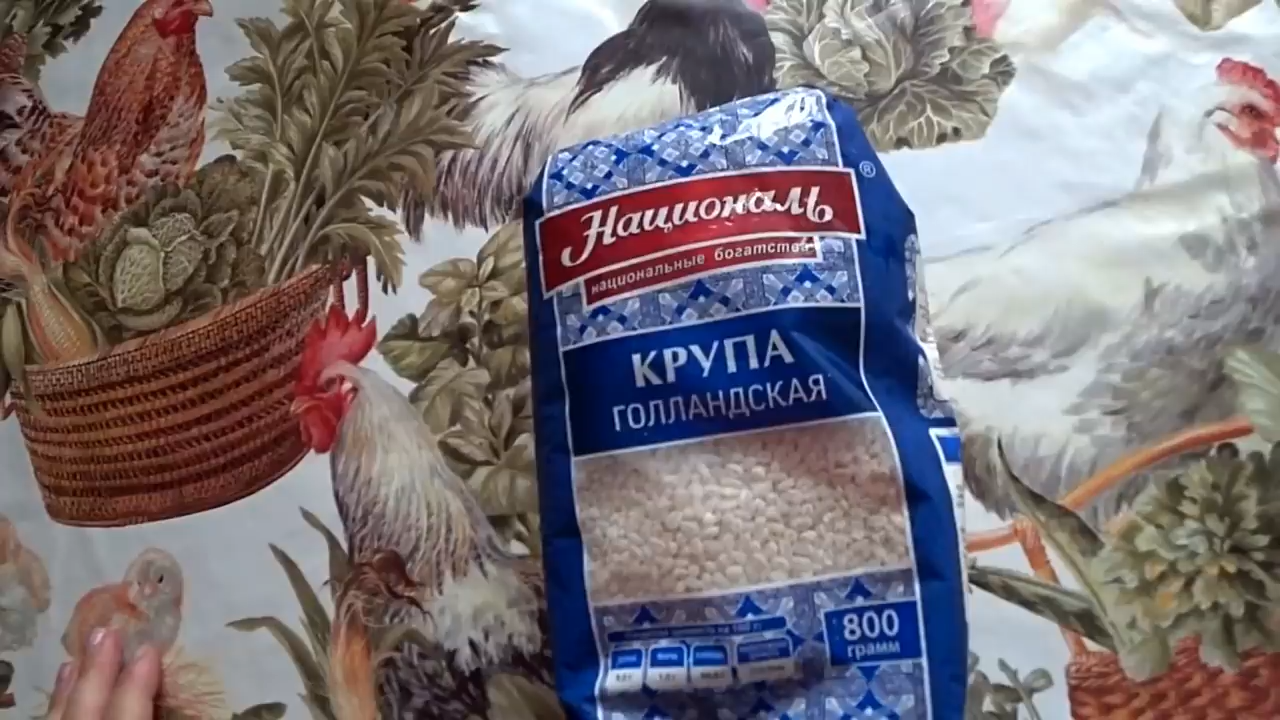 Националь
®
национальные богатства
КРУПА
ГОЛЛАНДСКАЯ
800
грамм